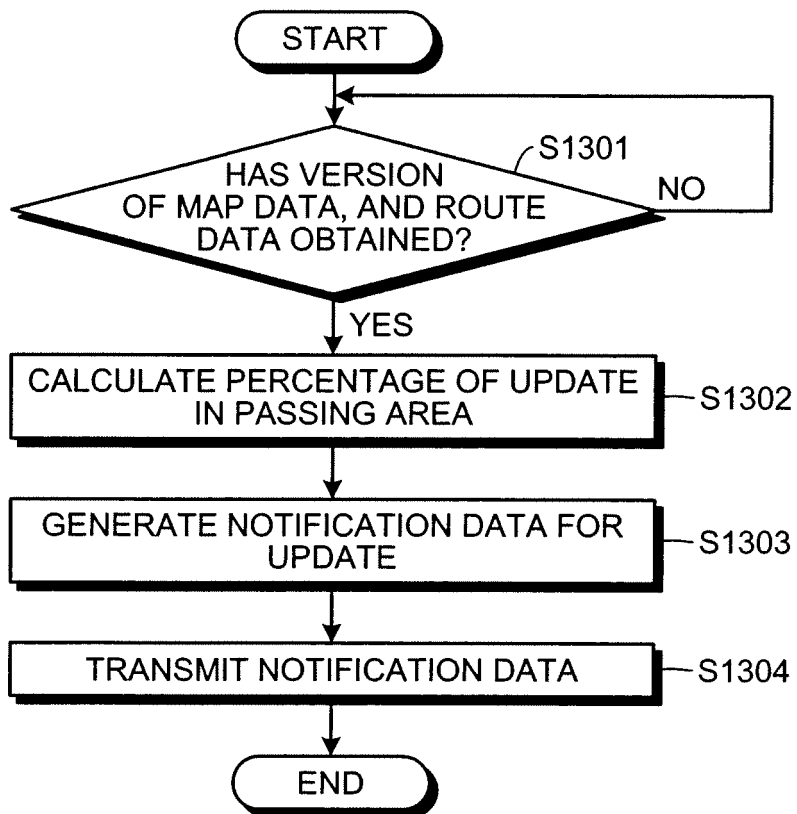 START
S1301
HAS VERSION
OF MAP DATA, AND ROUTE
DATA OBTAINED?
NO
YES
CALCULATE PERCENTAGE OF UPDATE
IN PASSING AREA
S1302
GENERATE NOTIFICATION DATA FOR
UPDATE
S1303
TRANSMIT NOTIFICATION DATA
S1304
END